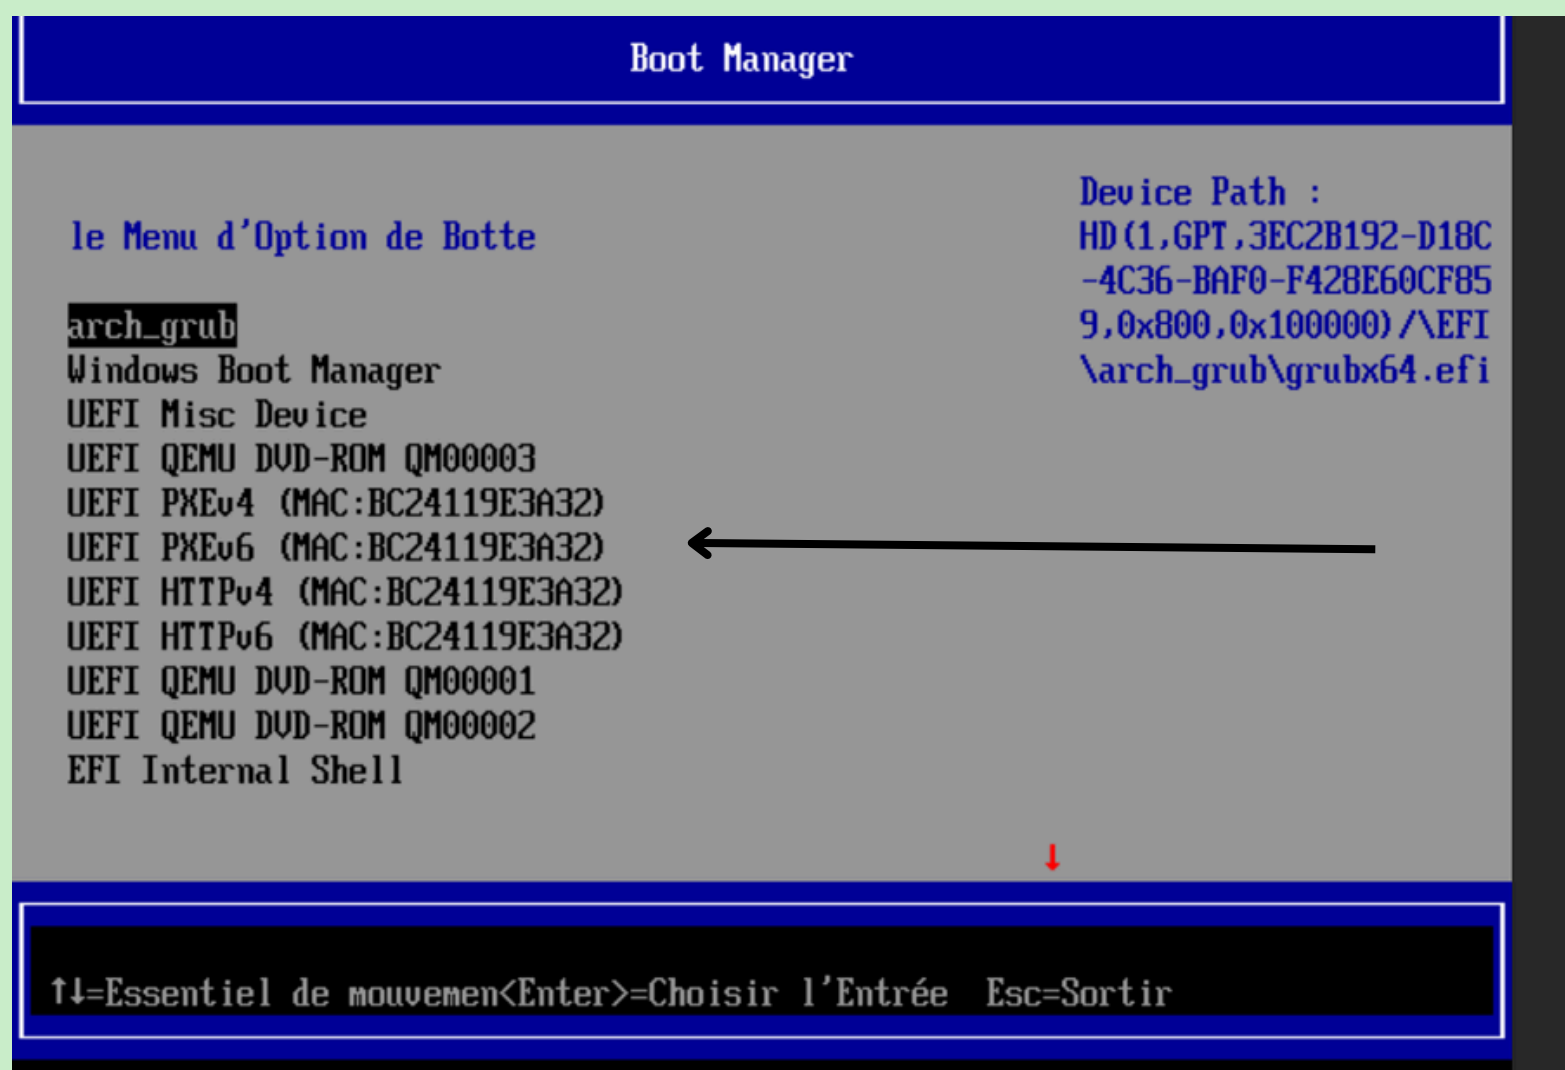 Boot Manager
le Menu d'Option de Botte
arch_grub
Windows Boot Manager
UEFI Misc Device
UEFI QEMU DVD-ROM QM00003
UEFI PXEv4 (MAC:BC24119E3A32)
UEFI PXEv6 (MAC:BC24119E3A32)
UEFI HTTPv4 (MAC:BC24119E3A32)
UEFI HTTPv6 (MAC:BC24119E3A32)
UEFI QEMU DVD-ROM QM00001
UEFI QEMU DVD-ROM QM00002
EFI Internal Shell
Device Path :
HD(1,GPT,3EC2B192-D18C
-4C36-BAF0-F428E60CF85
9,0x800,0x100000)/\EFI
\arch_grub\grubx64.efi
↑↓=Essentiel de mouvemen<Enter>=Choisir l'Entrée  Esc=Sortir